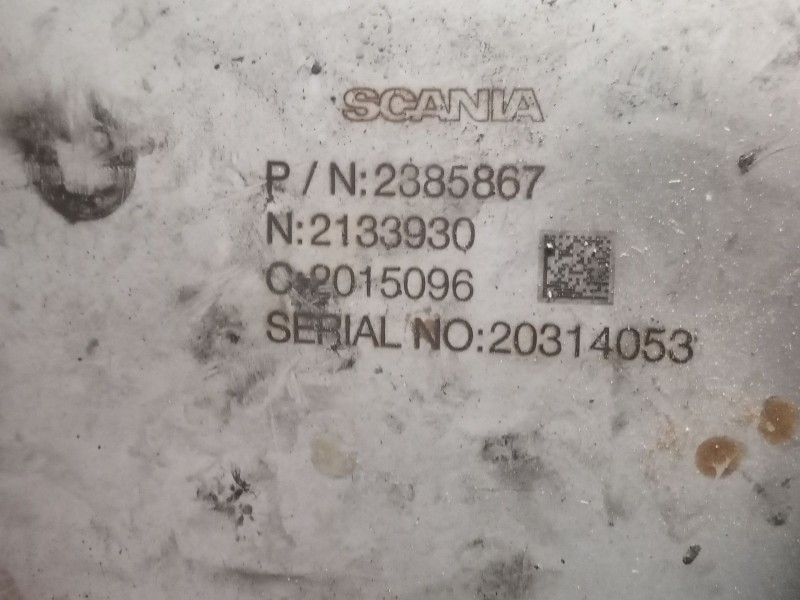 SCANIA
P / N:2385867
N:2133930
C:2015096
SERIAL NO:20314053